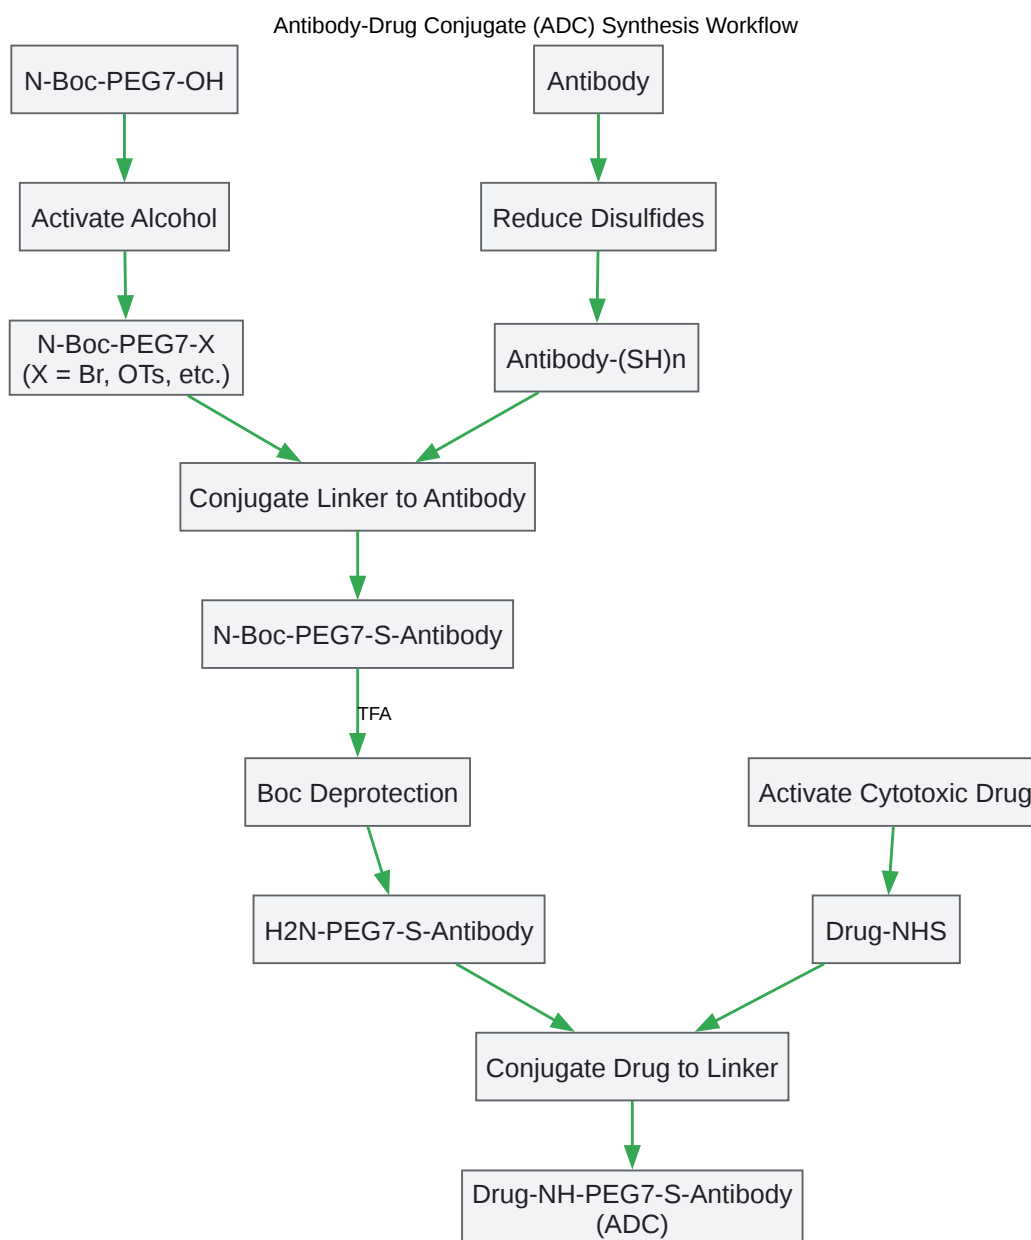 Antibody-Drug Conjugate (ADC) Synthesis Workflow
N-Boc-PEG7-OH
Antibody
Activate Alcohol
Reduce Disulfides
N-Boc-PEG7-X
(X = Br, OTs, etc.)
Antibody-(SH)n
Conjugate Linker to Antibody
N-Boc-PEG7-S-Antibody
TFA
Boc Deprotection
Activate Cytotoxic Drug
H2N-PEG7-S-Antibody
Drug-NHS
Conjugate Drug to Linker
Drug-NH-PEG7-S-Antibody
(ADC)